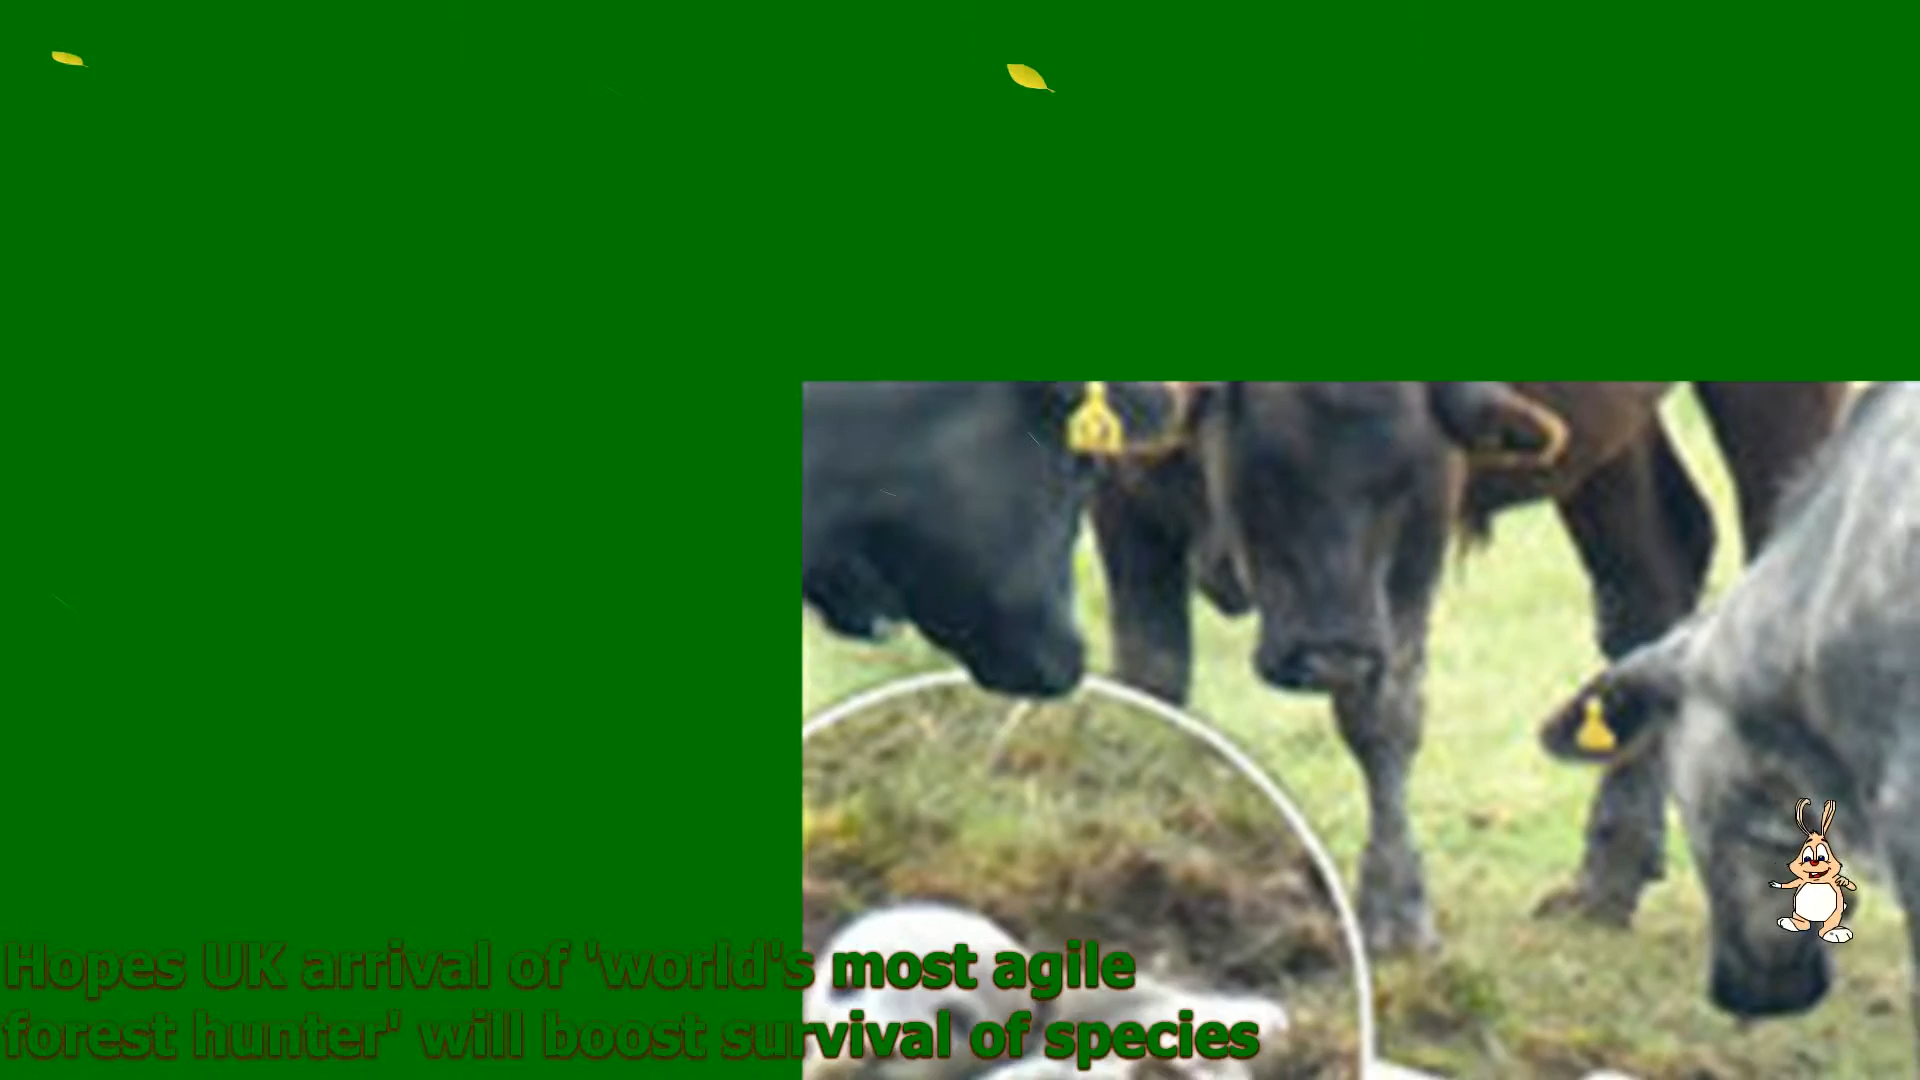 Hopes UK arrival of 'world's most agile
forest hunter' will boost survival of species